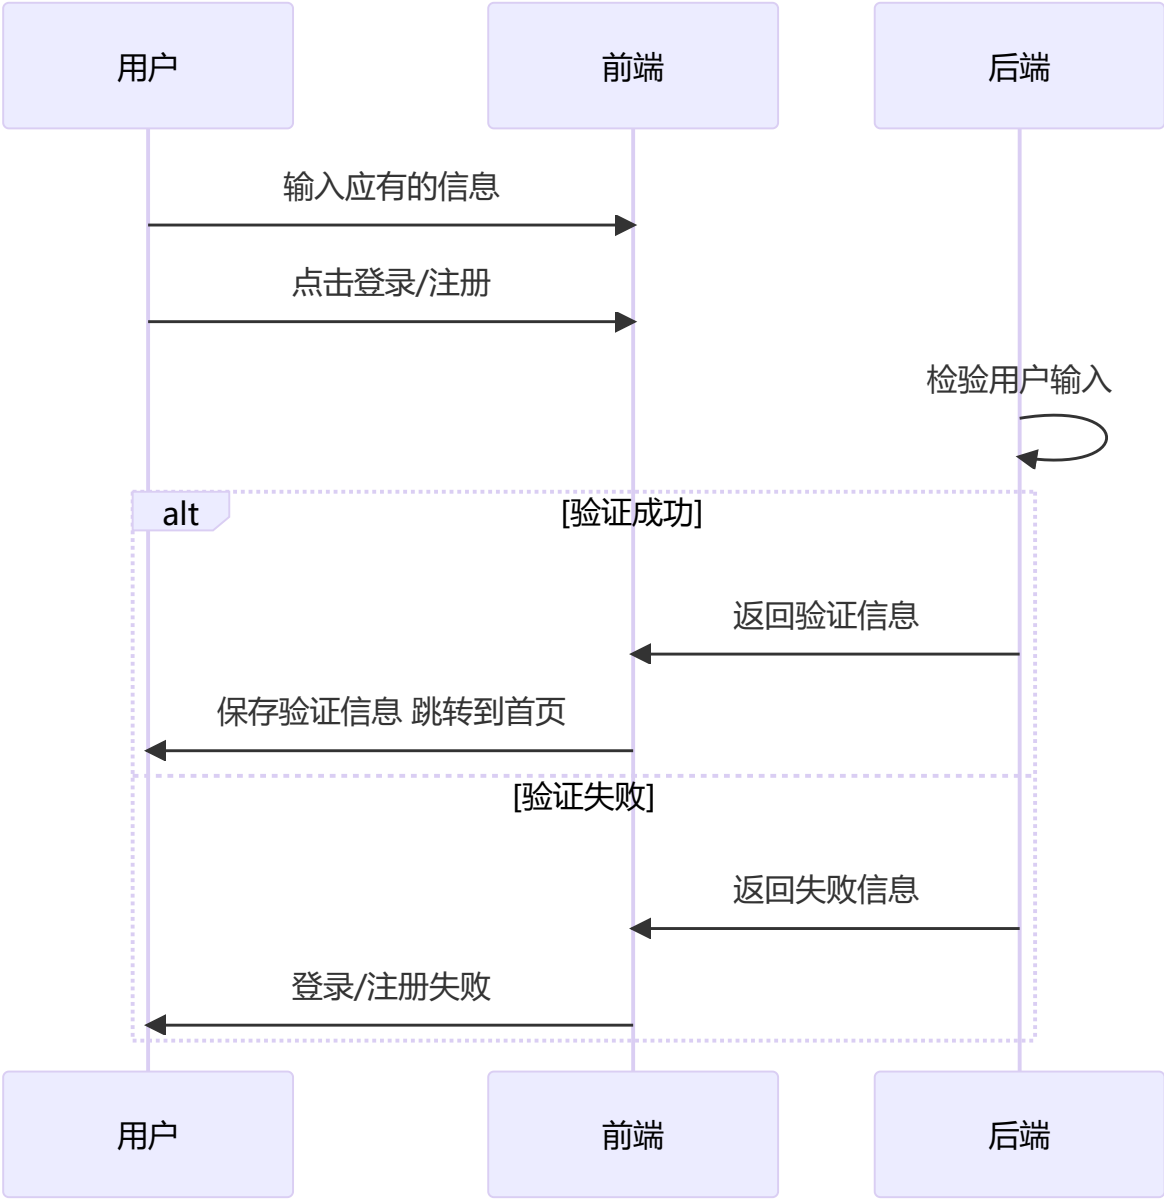 用户
前端
后端
输入应有的信息
点击登录/注册
检验用户输入
alt
[验证成功]
返回验证信息
保存验证信息 跳转到首页
[验证失败]
返回失败信息
登录/注册失败
用户
前端
后端